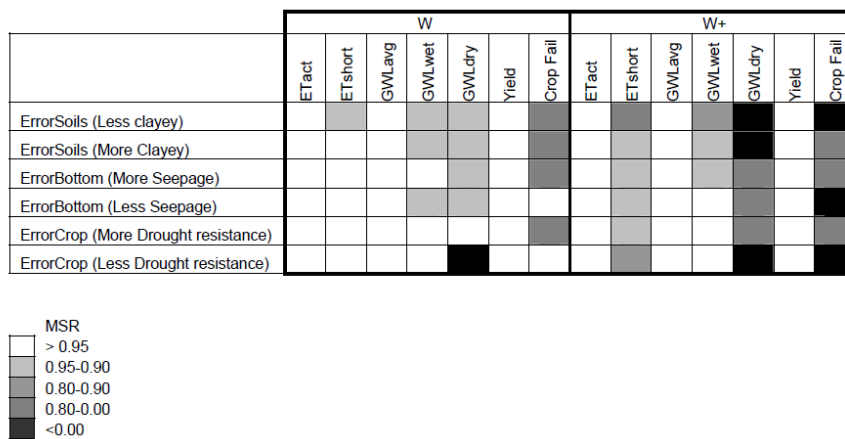 W W+
ETact ETshort GWLavg GWLwet GWLdry Yield Crop Fail ETact ETshort GWLavg GWLwet GWLdry Yield Crop Fail
ErrorSoils (Less clayey)
ErrorSoils (More Clayey)
ErrorBottom (More Seepage)
ErrorBottom (Less Seepage)
ErrorCrop (More Drought resistance)
ErrorCrop (Less Drought resistance)
MSR
> 0.95
0.95-0.90
0.80-0.90
0.80-0.00
<0.00